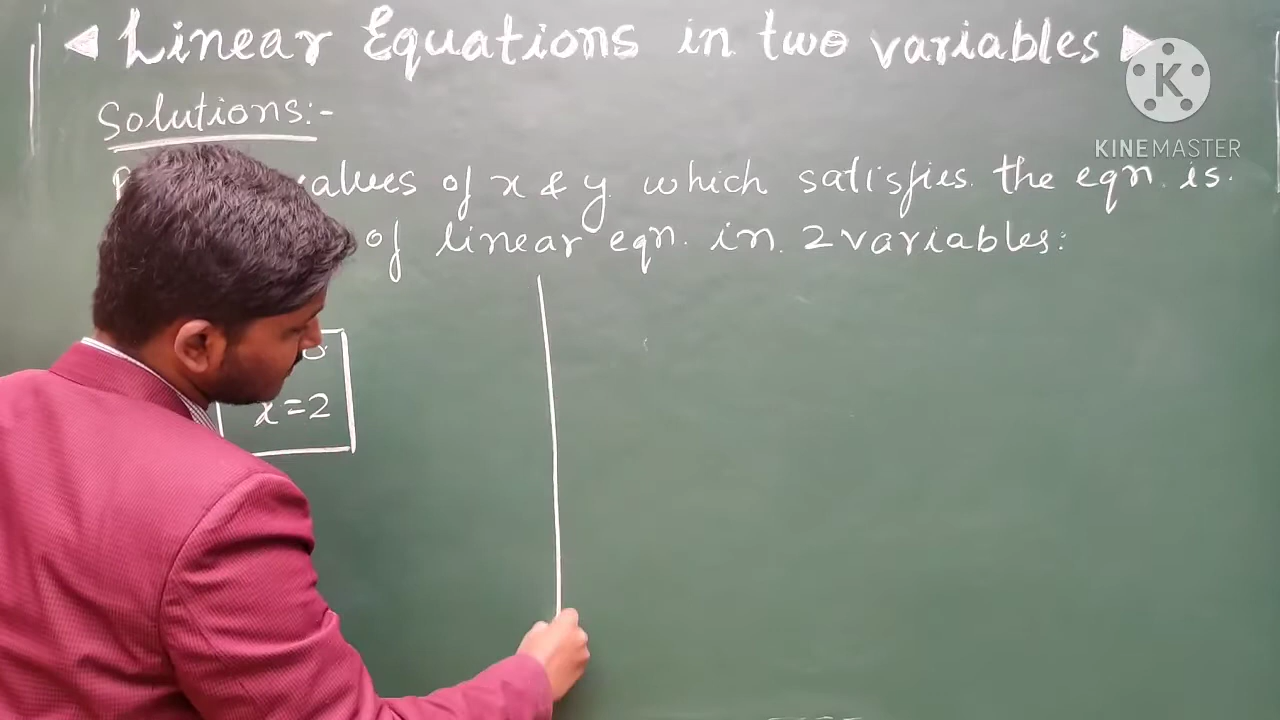 Linear Equations in two variables
K
Solutions:-
KINEMASTER
values of x & y which satisfies the eqn. is.
of linear eqn. in 2 variables:
x=2